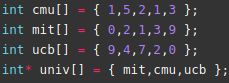 int cmu[] = { 1,5,2,1,3 };
int mit[] = { 0,2,1,3,9 };
int ucb[] = { 9,4,7,2,0 };
int* univ[] = { mit,cmu,ucb };